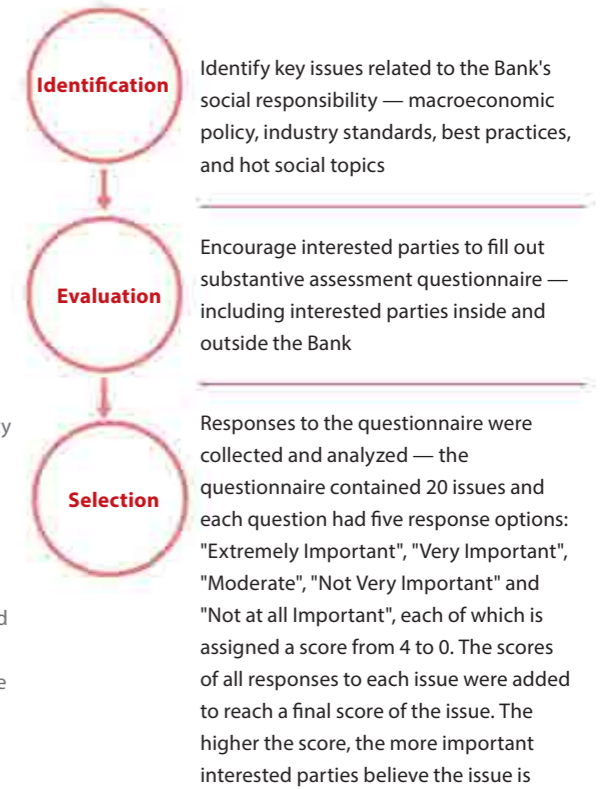 Identification
Identify key issues related to the Bank's
social responsibility — macroeconomic
policy, industry standards, best practices,
and hot social topics
Evaluation
Encourage interested parties to fill out
substantive assessment questionnaire —
including interested parties inside and
outside the Bank
Selection
Responses to the questionnaire were
collected and analyzed — the
questionnaire contained 20 issues and
each question had five response options:
"Extremely Important", "Very Important",
"Moderate", "Not Very Important" and
"Not at all Important", each of which is
assigned a score from 4 to 0. The scores
of all responses to each issue were added
to reach a final score of the issue. The
higher the score, the more important
interested parties believe the issue is